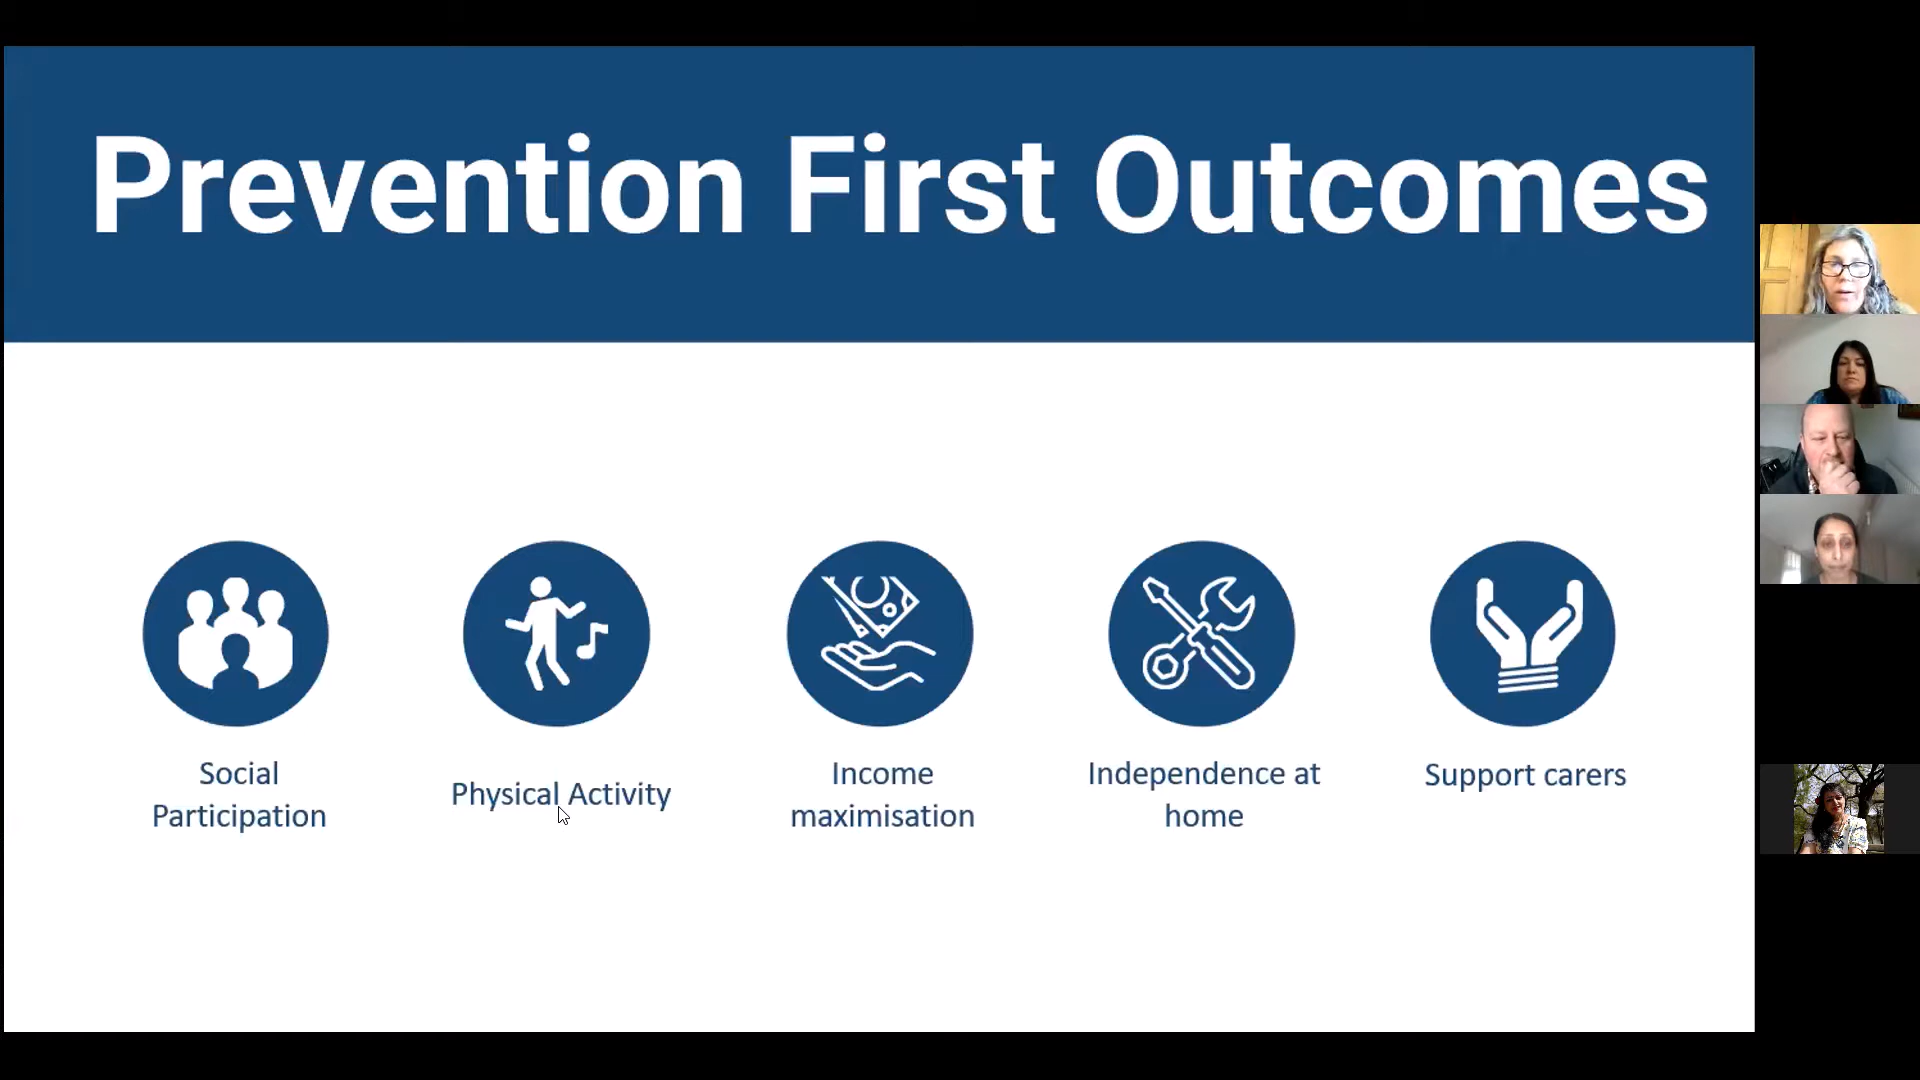 Prevention First Outcomes
Social
Participation
Physical Activity
Income
maximisation
Independence at
home
Support carers